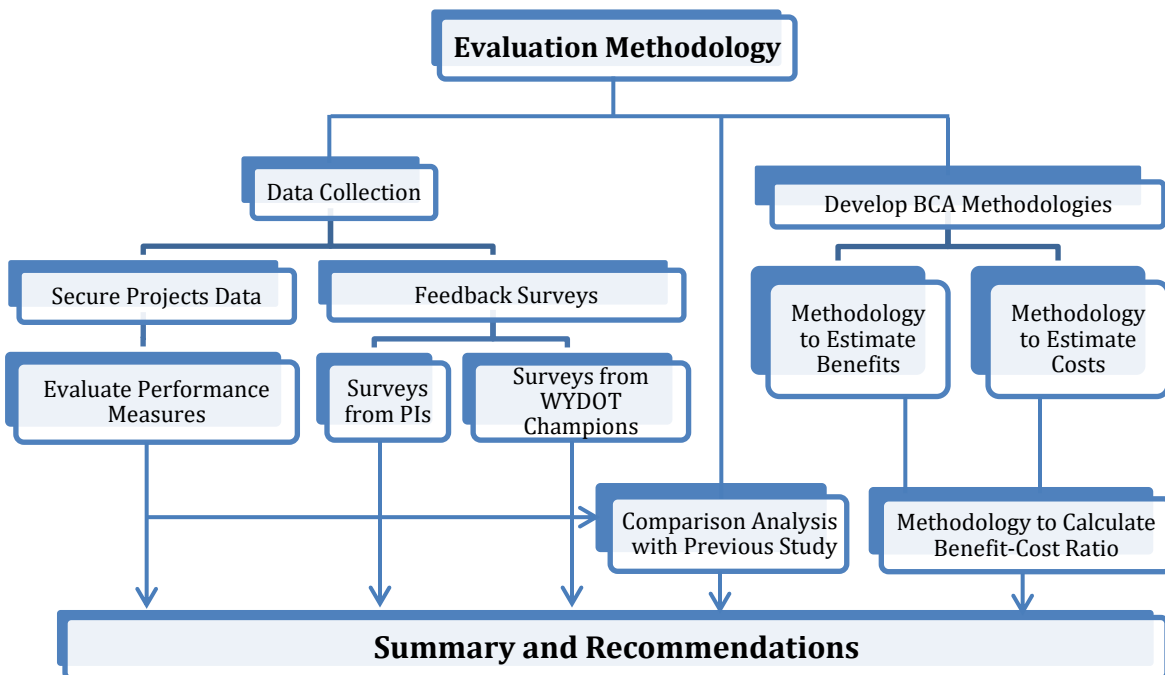 Evaluation Methodology
Data Collection
Develop BCA Methodologies
Secure Projects Data
Feedback Surveys
Methodology
to Estimate
Benefits
Methodology
to Estimate
Costs
Evaluate Performance
Measures
Surveys
from PIs
Surveys from
WYDOT
Champions
Comparison Analysis
with Previous Study
Methodology to Calculate
Benefit-Cost Ratio
Summary and Recommendations